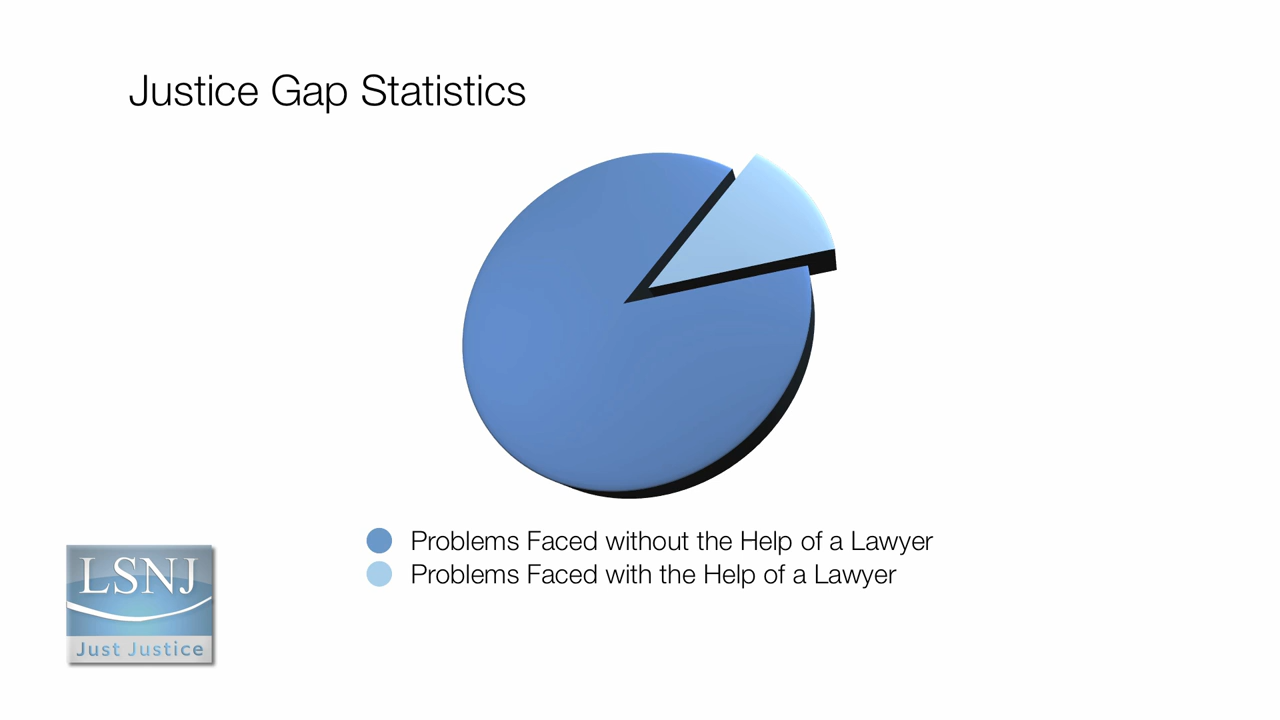 Justice Gap Statistics
Problems Faced without the Help of a Lawyer
Problems Faced with the Help of a Lawyer
LSNJ
Just Justice